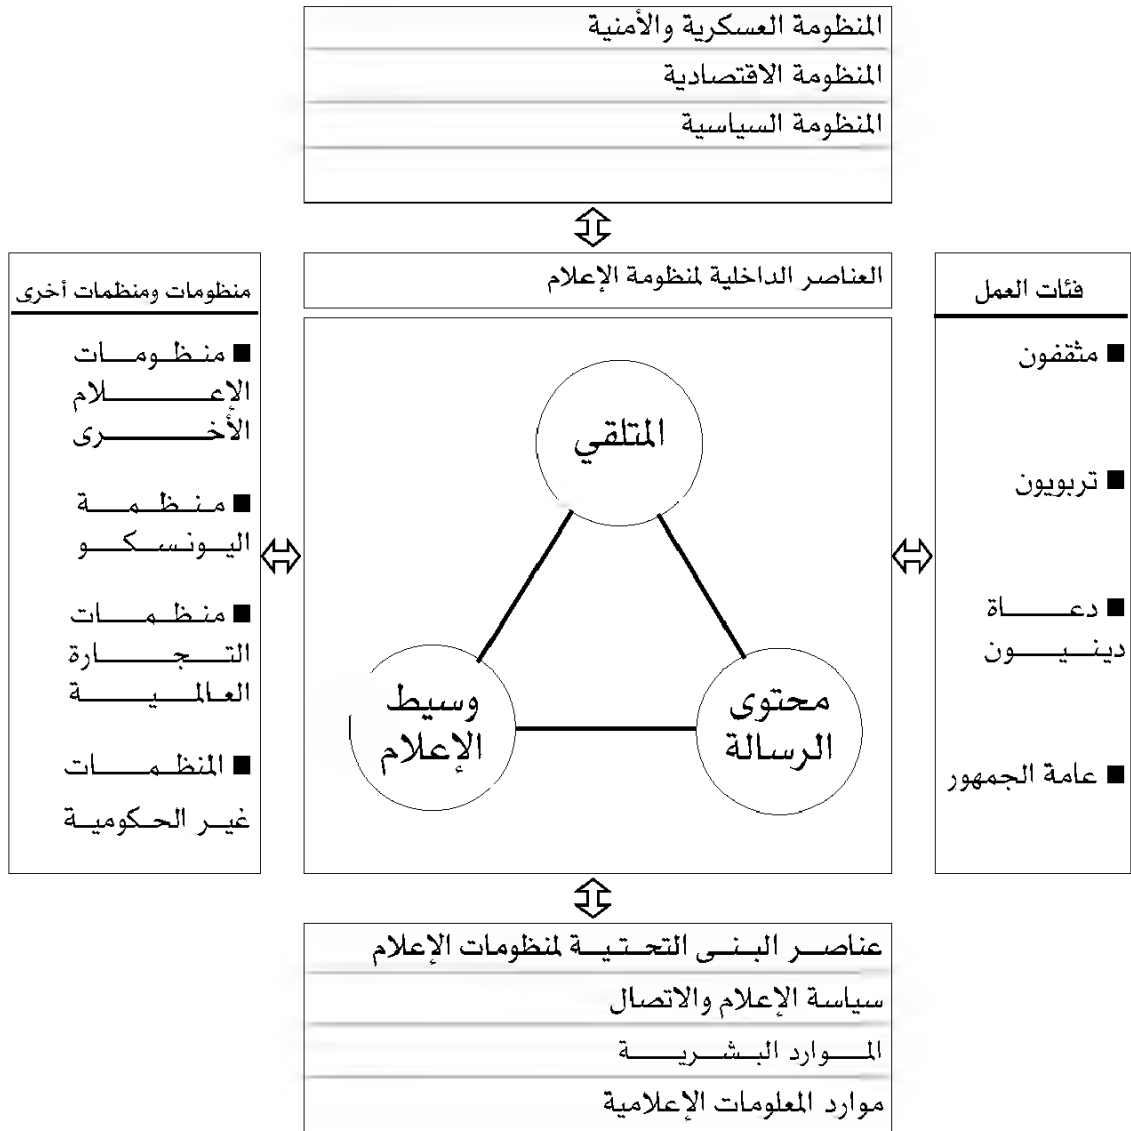 المنظومة العسكرية والأمنية
المنظومة الاقتصادية
المنظومة السياسية
العناصر الداخلية لمنظومة الإعلام
فئات العمل
■ مثقفون
■ تربويون
■ دعاة
دينيون
■ عامة الجمهور
المتلقي
محتوى
الرسالة
وسيط
الإعلام
منظومات ومنظمات أخرى
■ منظومات
الإعلام
الأخرى
■ منظمة
اليونسكو
■ منظمات
التجارة
العالمية
■ المنظمات
غير الحكومية
عناصر البنى التحتية لمنظومات الإعلام
سياسة الإعلام والاتصال
الموارد البشرية
موارد المعلومات الإعلامية